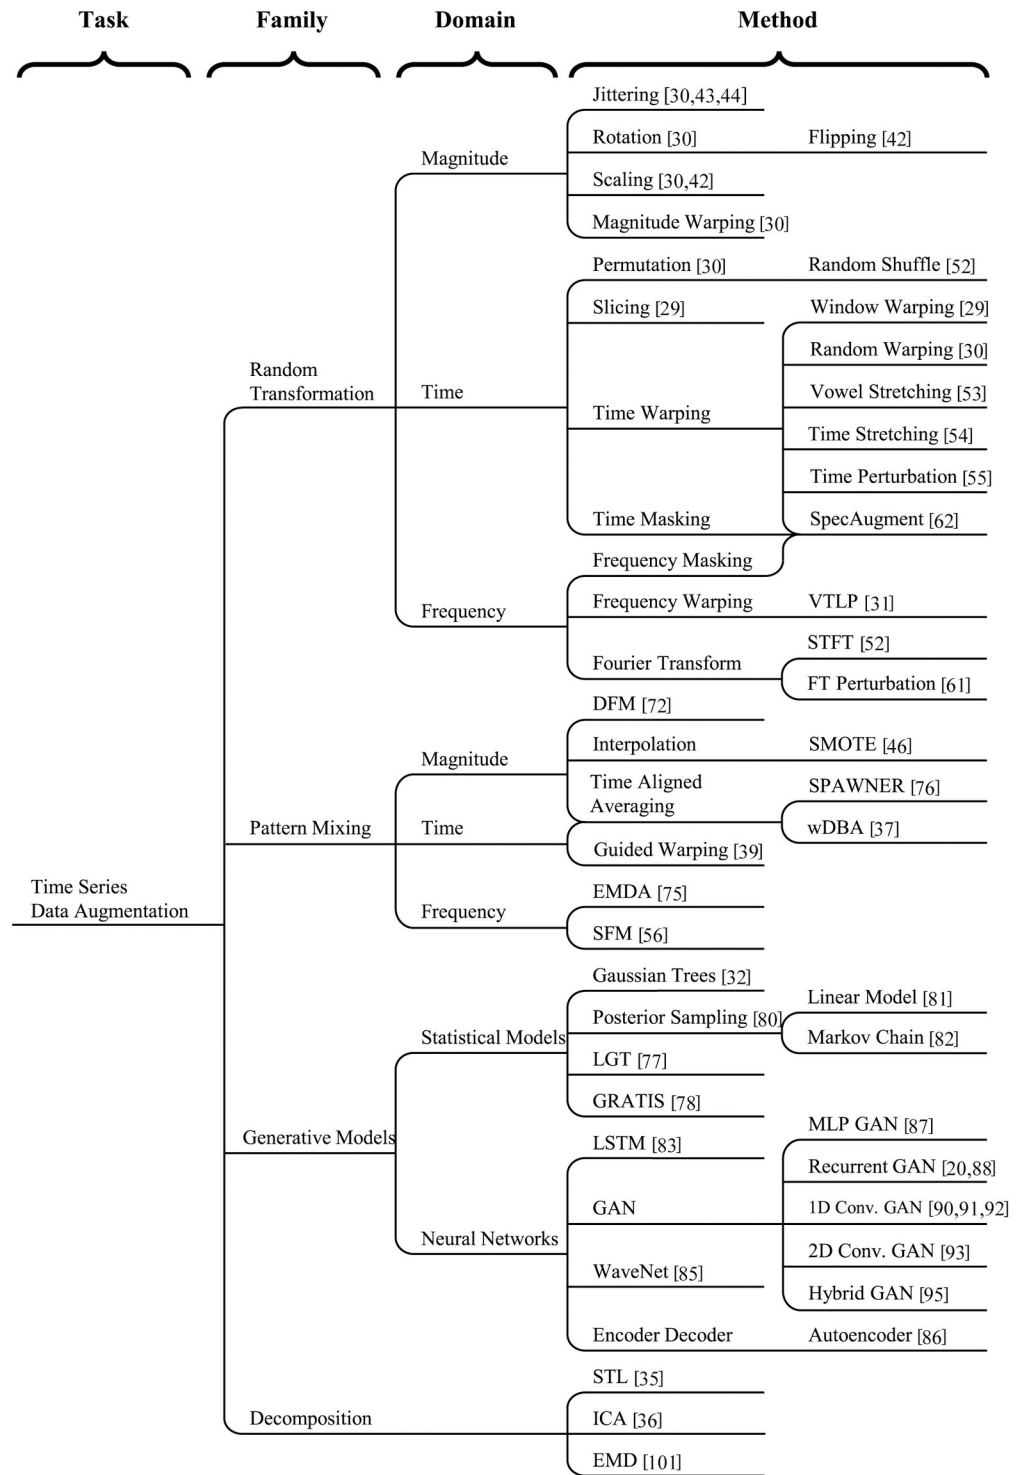 Task Family Domain Method
Jittering [30,43,44]
Rotation [30] Flipping [42]
Magnitude
Scaling [30,42]
Magnitude Warping [30]
Permutation [30] Random Shuffle [52]
Slicing [29] Window Warping [29]
Random Warping [30]
Random
Transformation
Time
Vowel Stretching [53]
Time Warping
Time Stretching [54]
Time Perturbation [55]
Time Masking SpecAugment [62]
Frequency Masking
Frequency Warping VTLP [31]
Frequency
STFT [52]
Fourier Transform
FT Perturbation [61]
DFM [72]
Interpolation SMOTE [46]
Magnitude
Time Aligned
Averaging
SPAWNER [76]
Pattern Mixing Time wDBA [37]
Guided Warping [39]
Time Series
Data Augmentation
EMDA [75]
Frequency
SFM [56]
Gaussian Trees [32]
Linear Model [81]
Posterior Sampling [80]
Statistical Models Markov Chain [82]
LGT [77]
GRATIS [78]
Generative Models
MLP GAN [87]
LSTM [83]
Recurrent GAN [20,88]
GAN 1D Conv. GAN [90,91,92]
Neural Networks 2D Conv. GAN [93]
WaveNet [85]
Hybrid GAN [95]
Encoder Decoder Autoencoder [86]
STL [35]
Decomposition ICA [36]
EMD [101]